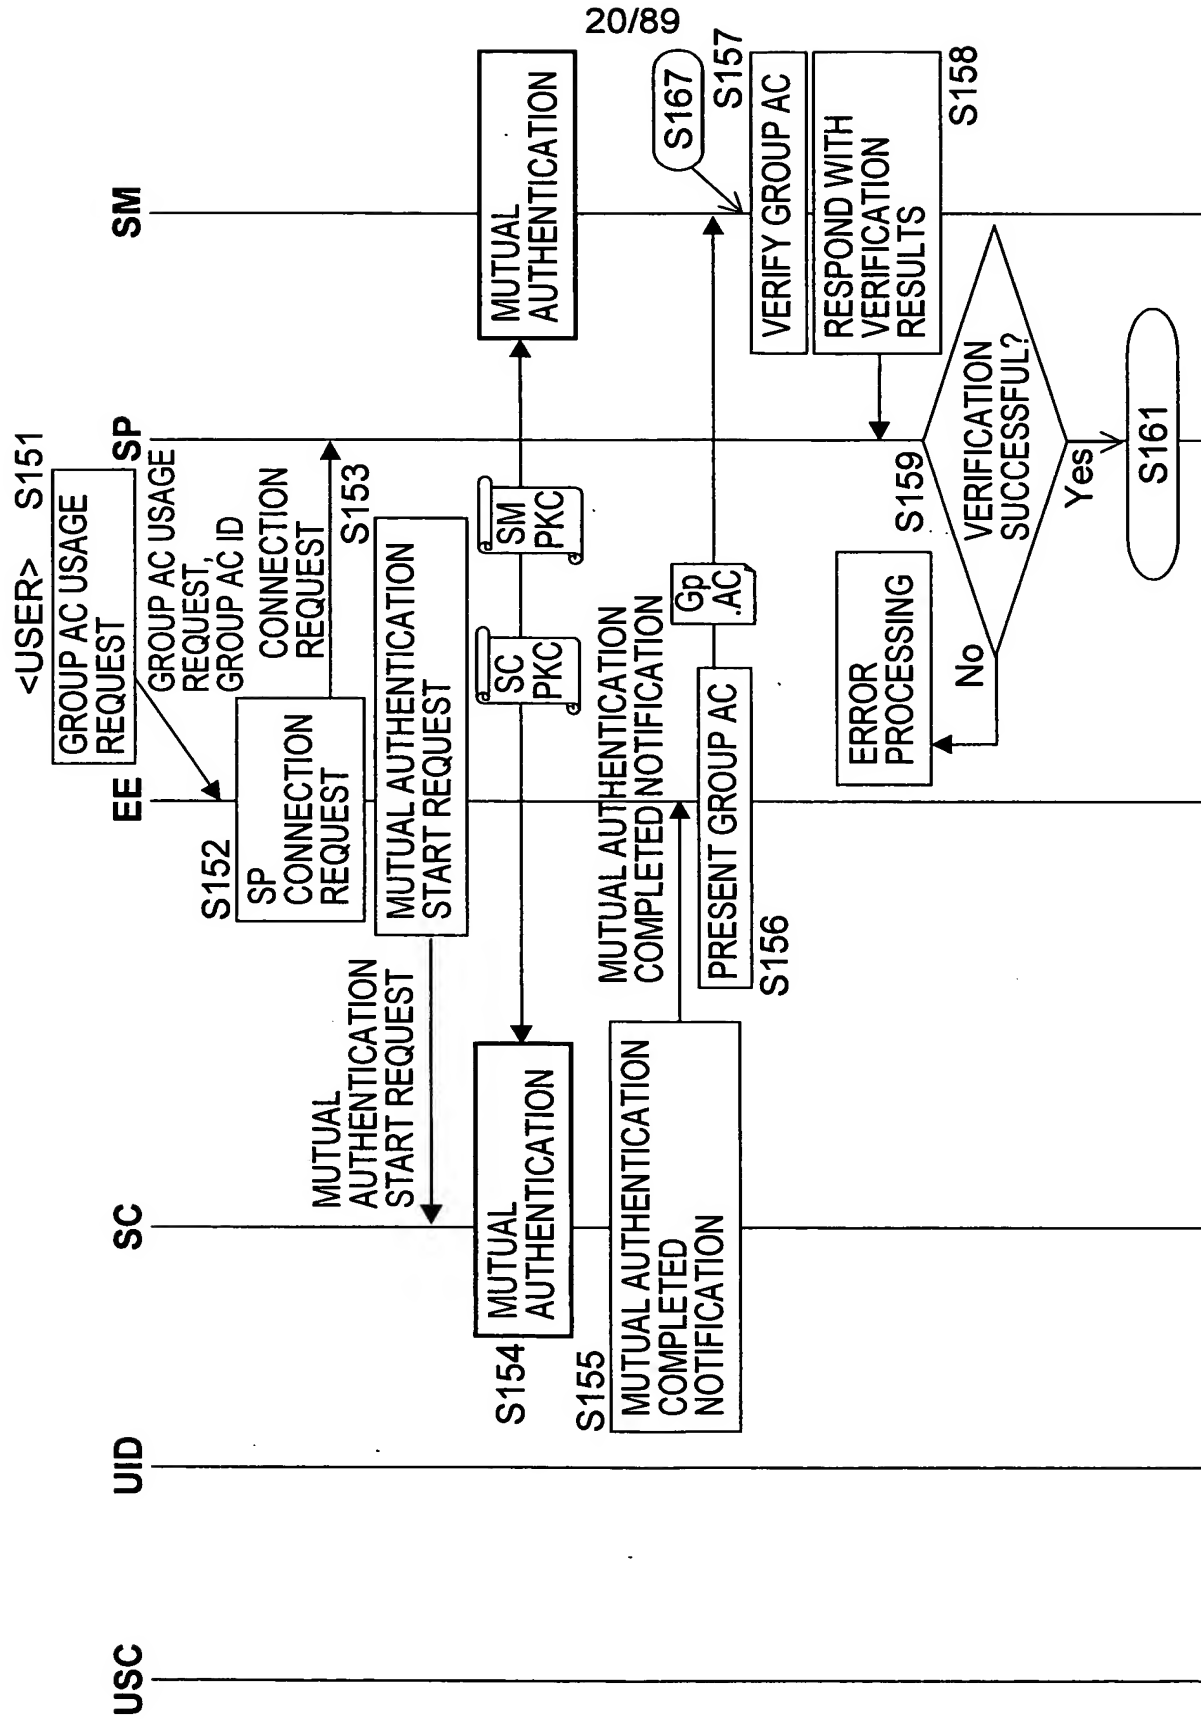 20/89
USC
UID
SC
EE
SP
SM
<USER>
S151
GROUP AC USAGE
REQUEST
GROUP AC USAGE
REQUEST,
GROUP AC ID
S152
SP
CONNECTION
REQUEST
CONNECTION
REQUEST
S153
MUTUAL AUTHENTICATION
START REQUEST
MUTUAL
AUTHENTICATION
START REQUEST
S154
MUTUAL
AUTHENTICATION
SC
PKC
SM
PKC
MUTUAL
AUTHENTICATION
S155
MUTUAL AUTHENTICATION
COMPLETED
NOTIFICATION
MUTUAL AUTHENTICATION
COMPLETED NOTIFICATION
PRESENT GROUP AC
S156
Gp
.AC
S167
S157
VERIFY GROUP AC
RESPOND WITH
VERIFICATION
RESULTS
S158
S159
VERIFICATION
SUCCESSFUL?
No
ERROR
PROCESSING
Yes
S161